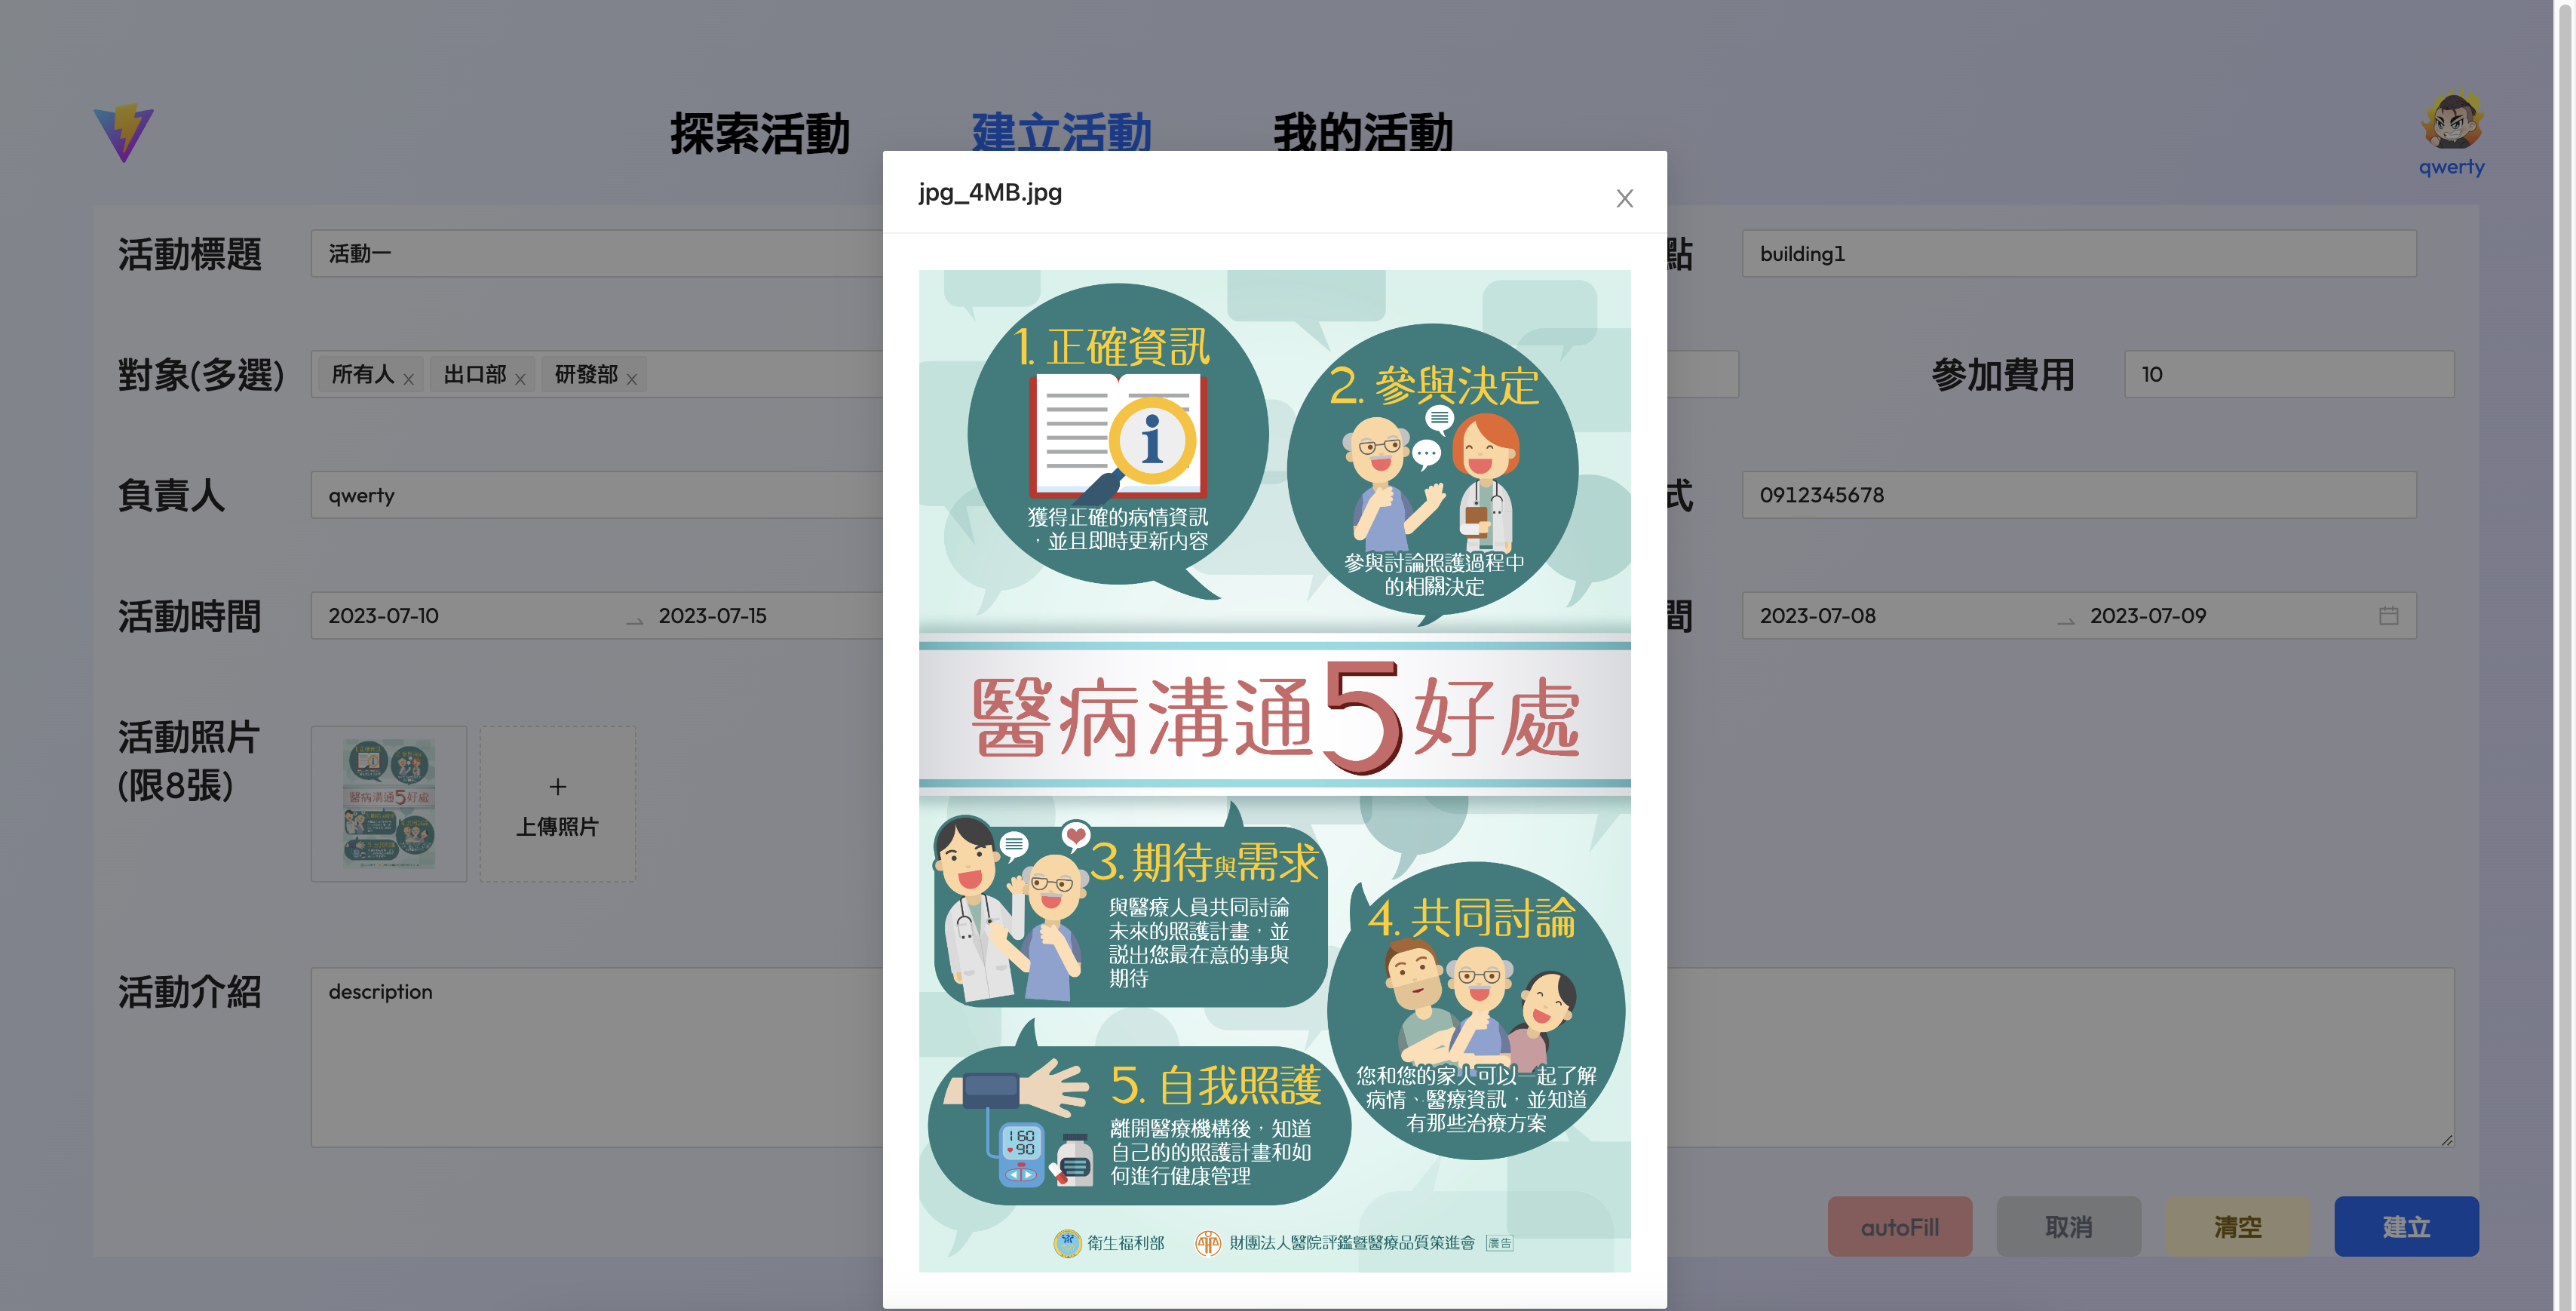 探索活動
建立活動
我的活動
qwerty
jpg_4MB.jpg
活動標題
活動一
點
building1
對象(多選)
所有人 x
出口部 x
研發部 x
參加費用
10
負責人
qwerty
式
0912345678
活動時間
2023-07-10
2023-07-15
間
2023-07-08
2023-07-09
活動照片
(限8張)
醫病溝通5好處
+
上傳照片
活動介紹
description
1. 正確資訊
i
獲得正確的病情資訊
，並且即時更新內容
2. 參與決定
參與討論照護過程中
的相關決定
醫病溝通5好處
3. 期待與需求
與醫療人員共同討論
未來的照護計畫，並
説出您最在意的事與
期待
4. 共同討論
您和您的家人可以一起了解
病情、醫療資訊，並知道
有那些治療方案
5. 自我照護
160
90
離開醫療機構後，知道
自己的的照護計畫和如
何進行健康管理
衛生福利部
財團法人醫院評鑑暨醫療品質策進會
廣告
autoFill
取消
清空
建立